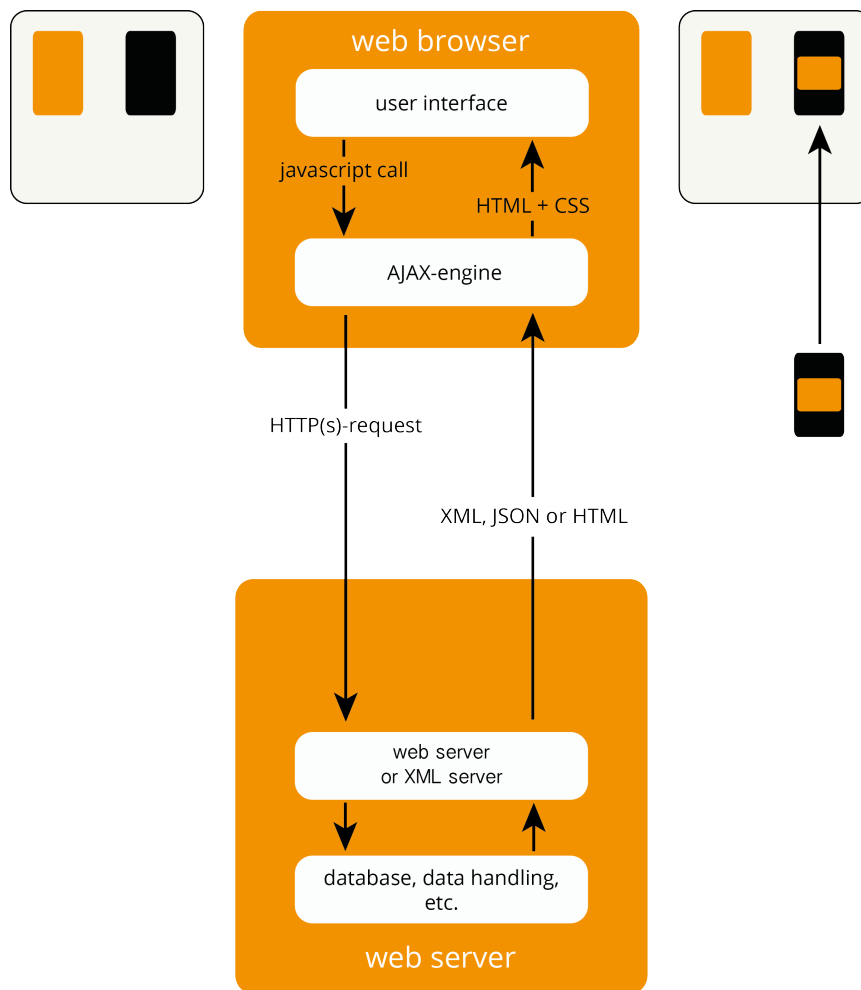 web browser
user interface
javascript call
HTML + CSS
AJAX-engine
HTTP(s)-request
XML, JSON or HTML
web server
or XML server
database, data handling,
etc.
web server